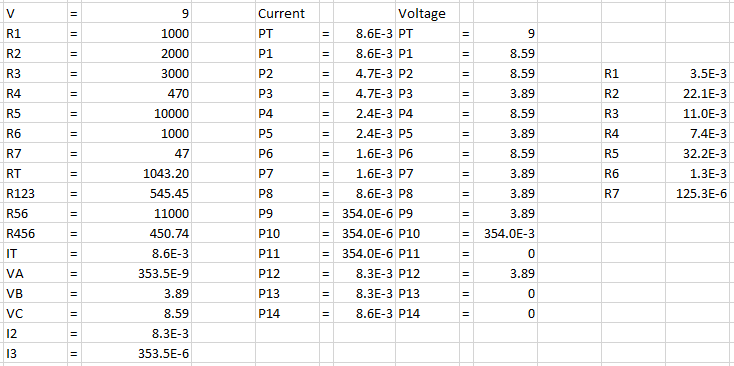 V = 9 Current Voltage
R1 = 1000 PT = 8.6E-3 PT = 9
R2 = 2000 P1 = 8.6E-3 P1 = 8.59
R3 = 3000 P2 = 4.7E-3 P2 = 8.59 R1 3.5E-3
R4 = 470 P3 = 4.7E-3 P3 = 3.89 R2 22.1E-3
R5 = 10000 P4 = 2.4E-3 P4 = 8.59 R3 11.0E-3
R6 = 1000 P5 = 2.4E-3 P5 = 3.89 R4 7.4E-3
R7 = 47 P6 = 1.6E-3 P6 = 8.59 R5 32.2E-3
RT = 1043.20 P7 = 1.6E-3 P7 = 3.89 R6 1.3E-3
R123 = 545.45 P8 = 8.6E-3 P8 = 3.89 R7 125.3E-6
R56 = 11000 P9 = 354.0E-6 P9 = 3.89
R456 = 450.74 P10 = 354.0E-6 P10 = 354.0E-3
IT = 8.6E-3 P11 = 354.0E-6 P11 = 0
VA = 353.5E-9 P12 = 8.3E-3 P12 = 3.89
VB = 3.89 P13 = 8.3E-3 P13 = 0
VC = 8.59 P14 = 8.6E-3 P14 = 0
I2 = 8.3E-3
I3 = 353.5E-6